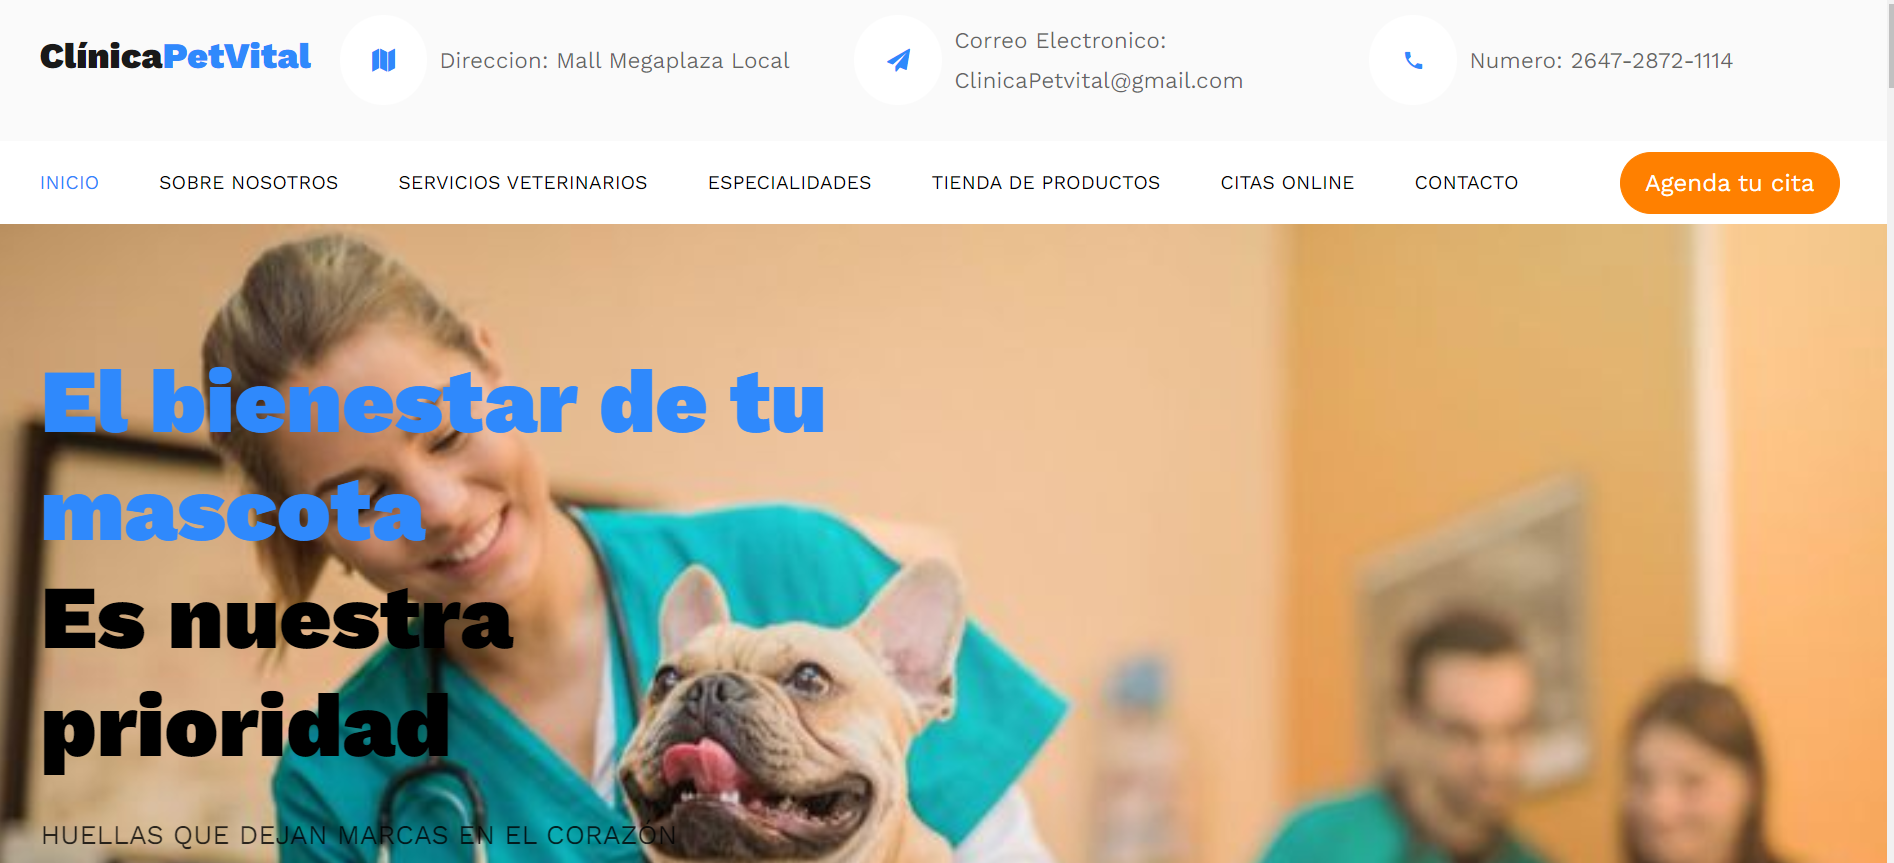 ClínicaPetVital
Direccion: Mall Megaplaza Local
Correo Electronico:
ClinicaPetvital@gmail.com
Numero: 2647-2872-1114
INICIO
SOBRE NOSOTROS
SERVICIOS VETERINARIOS
ESPECIALIDADES
TIENDA DE PRODUCTOS
CITAS ONLINE
CONTACTO
Agenda tu cita
El bienestar de tu
mascota
Es nuestra
prioridad
HUELLAS QUE DEJAN MARCAS EN EL CORAZÓN